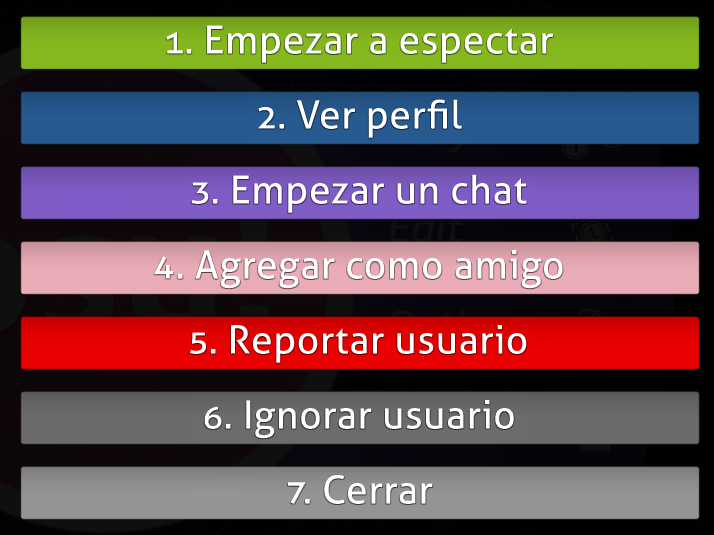 1. Empezar a espectar
2. Ver perfil
3. Empezar un chat
Edit
4. Agregar como amigo
5. Reportar usuario
6. Ignorar usuario
7. Cerrar